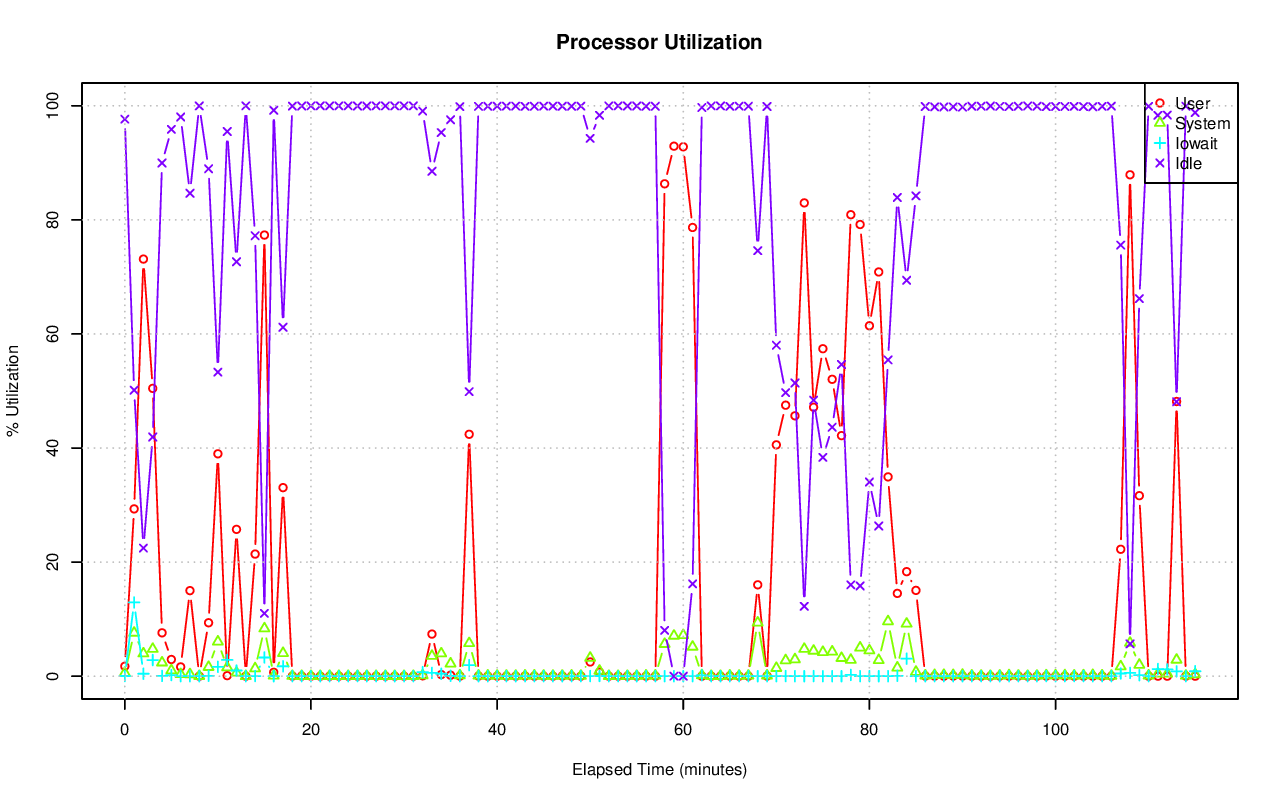 Processor Utilization
% Utilization
100
80
60
40
20
0
User
System
Iowait
Idle
0 20 40 60 80 100
Elapsed Time (minutes)